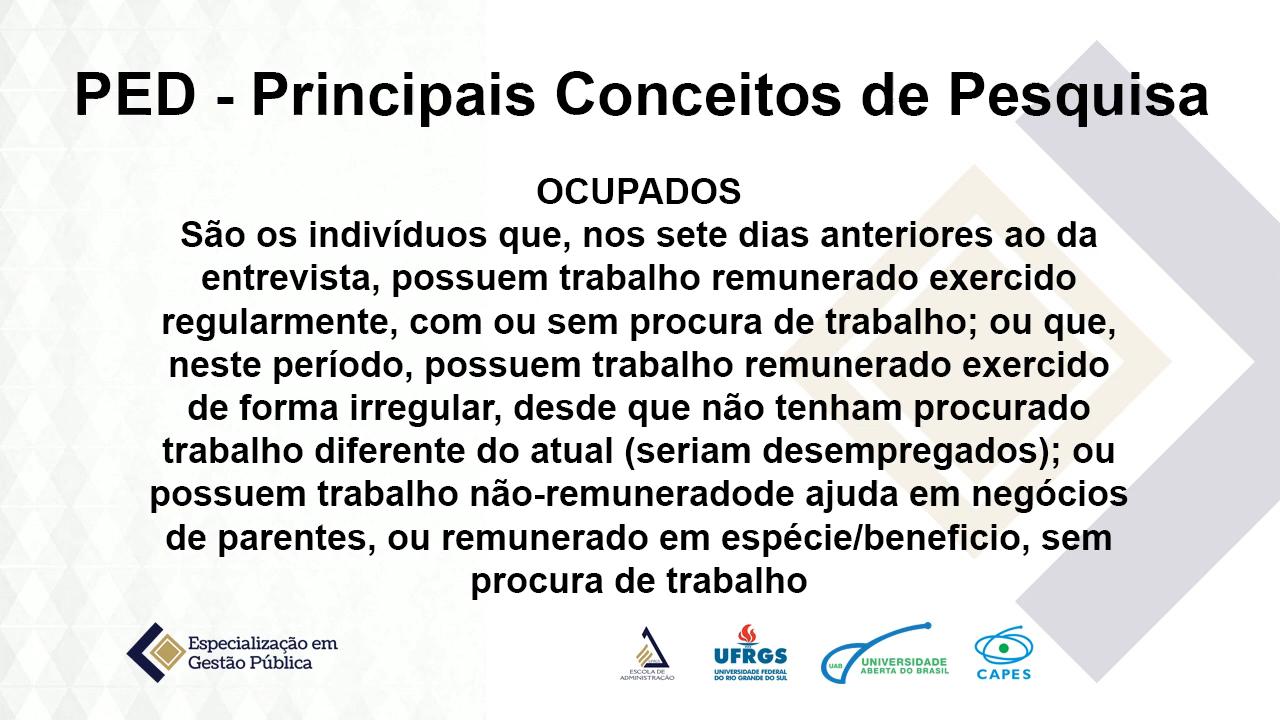 PED - Principais Conceitos de Pesquisa
OCUPADOS
São os indivíduos que, nos sete dias anteriores ao da
entrevista, possuem trabalho remunerado exercido
regularmente, com ou sem procura de trabalho; ou que,
neste período, possuem trabalho remunerado exercido
de forma irregular, desde que não tenham procurado
trabalho diferente do atual (seriam desempregados); ou
possuem trabalho não-remuneradode ajuda em negócios
de parentes, ou remunerado em espécie/beneficio, sem
procura de trabalho
Especialização em
Gestão Pública
ESCOLA DE
ADMINISTRAÇÃO
UFRGS
UNIVERSIDADE FEDERAL
DO RIO GRANDE DO SUL
UAB
UNIVERSIDADE
ABERTA DO BRASIL
CAPES